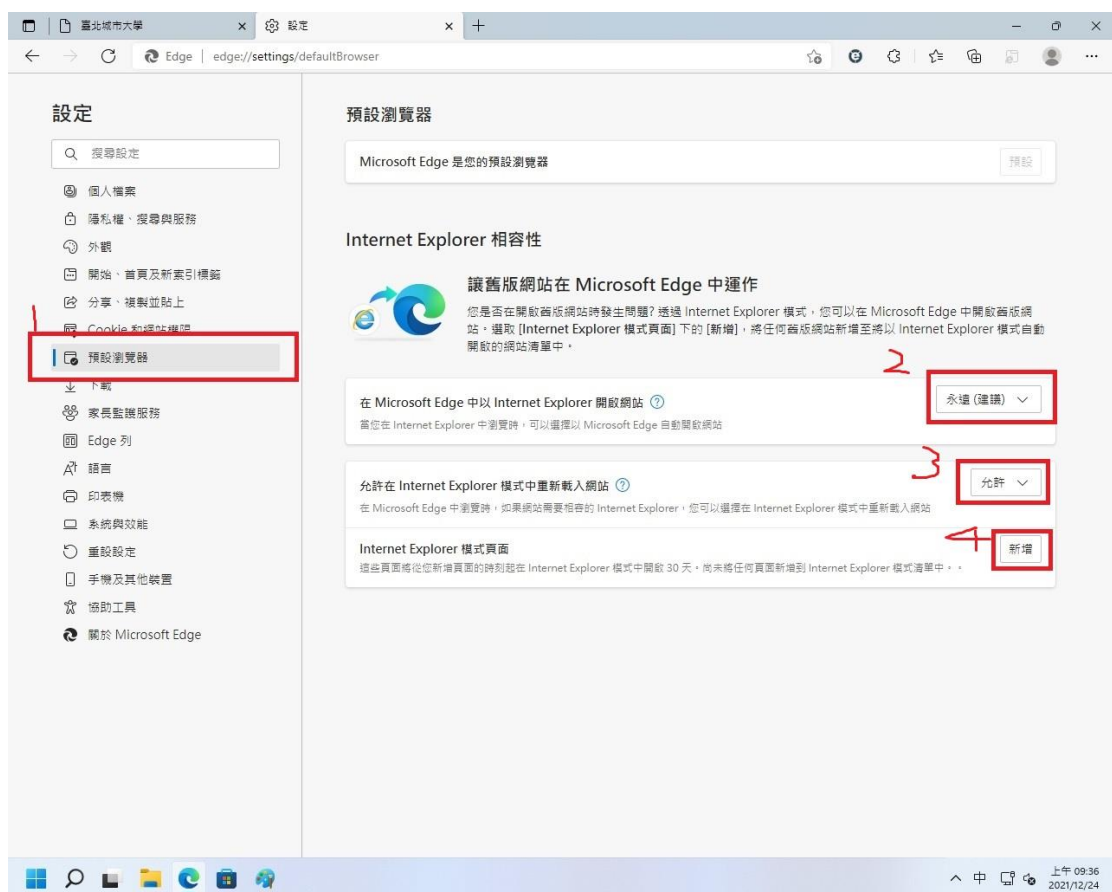 臺北城市大學
設定
Edge | edge://settings/defaultBrowser
設定
搜尋設定
個人檔案
隱私權、搜尋與服務
外觀
開始、首頁及新索引標籤
分享、複製並貼上
1
Cookie 和網站權限
預設瀏覽器
下載
家長監護服務
Edge 列
語言
印表機
系統與效能
重設設定
手機及其他裝置
協助工具
關於 Microsoft Edge
預設瀏覽器
Microsoft Edge 是您的預設瀏覽器
預設
Internet Explorer 相容性
讓舊版網站在 Microsoft Edge 中運作
您是否在開啟舊版網站時發生問題? 透過 Internet Explorer 模式，您可以在 Microsoft Edge 中開啟舊版網
站。選取 [Internet Explorer 模式頁面] 下的 [新增]，將任何舊版網站新增至將以 Internet Explorer 模式自動
開啟的網站清單中。
2
在 Microsoft Edge 中以 Internet Explorer 開啟網站
永遠 (建議)
當您在 Internet Explorer 中瀏覽時，可以選擇以 Microsoft Edge 自動開啟網站
3
允許在 Internet Explorer 模式中重新載入網站
允許
在 Microsoft Edge 中瀏覽時，如果網站需要相容的 Internet Explorer，您可以選擇在 Internet Explorer 模式中重新載入網站
4
Internet Explorer 模式頁面
新增
這些頁面將從您新增頁面的時刻起在 Internet Explorer 模式中開啟 30 天。尚未將任何頁面新增到 Internet Explorer 模式清單中。。
中
上午 09:36
2021/12/24